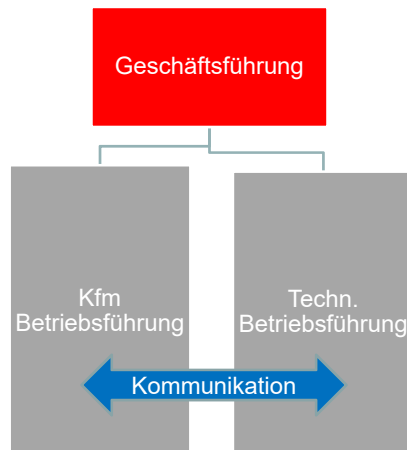 Geschäftsführung
Kfm
Betriebsführung
Techn.
Betriebsführung
Kommunikation